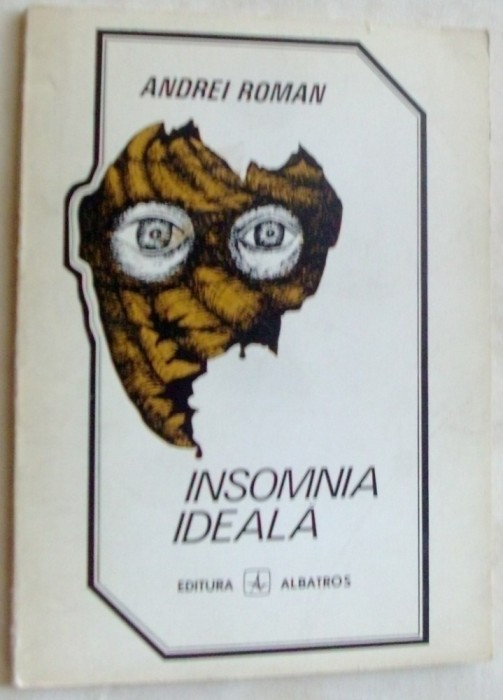 ANDREI ROMAN
INSOMNIA
IDEALĂ
EDITURA ALBATROS